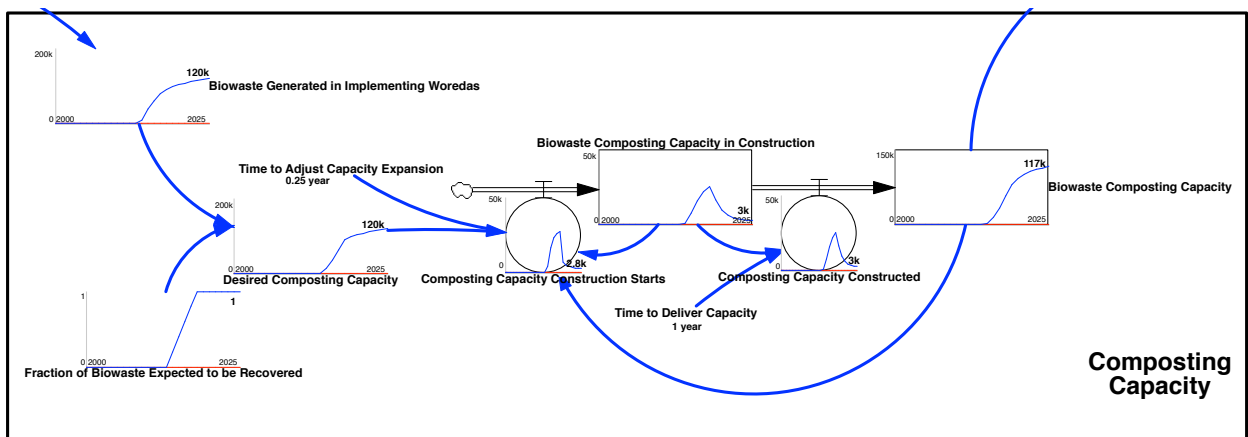 200k
120k
Biowaste Generated in Implementing Woredas
0 2000
2025
Biowaste Composting Capacity in Construction
50k
3k
0 2000
2025
150k
117k
Biowaste Composting Capacity
0 2000
2025
Time to Adjust Capacity Expansion
0.25 year
200k
120k
0 2000
2025
Desired Composting Capacity
50k
0
2.8k
Composting Capacity Construction Starts
50k
0
3k
Composting Capacity Constructed
1
1
0 2000
2025
Fraction of Biowaste Expected to be Recovered
Time to Deliver Capacity
1 year
Composting
Capacity